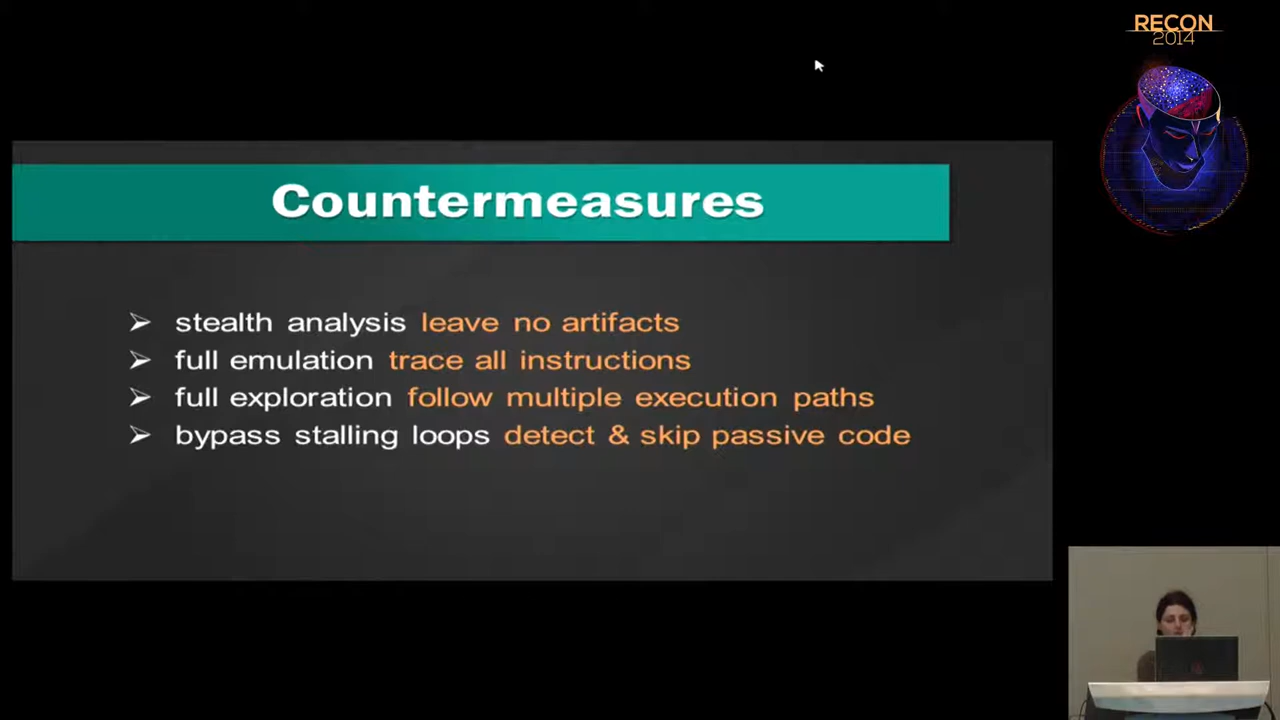 RECON
2014
Countermeasures
➢ stealth analysis leave no artifacts
➢ full emulation trace all instructions
➢ full exploration follow multiple execution paths
➢ bypass stalling loops detect & skip passive code